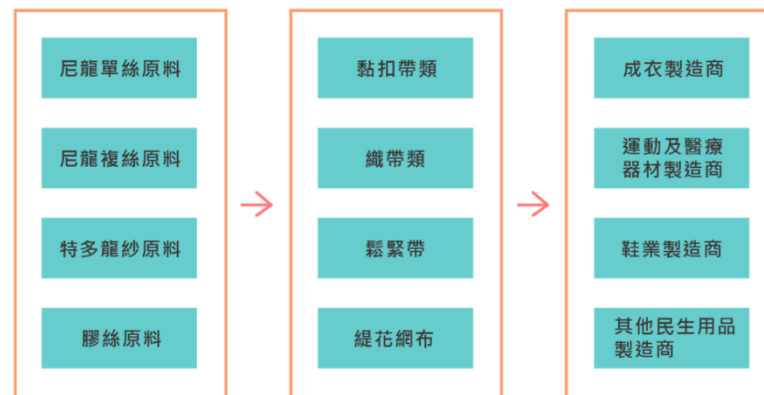 尼龍單絲原料
尼龍複絲原料
特多龍紗原料
膠絲原料
黏扣帶類
織帶類
鬆緊帶
緹花網布
成衣製造商
運動及醫療
器材製造商
鞋業製造商
其他民生用品
製造商